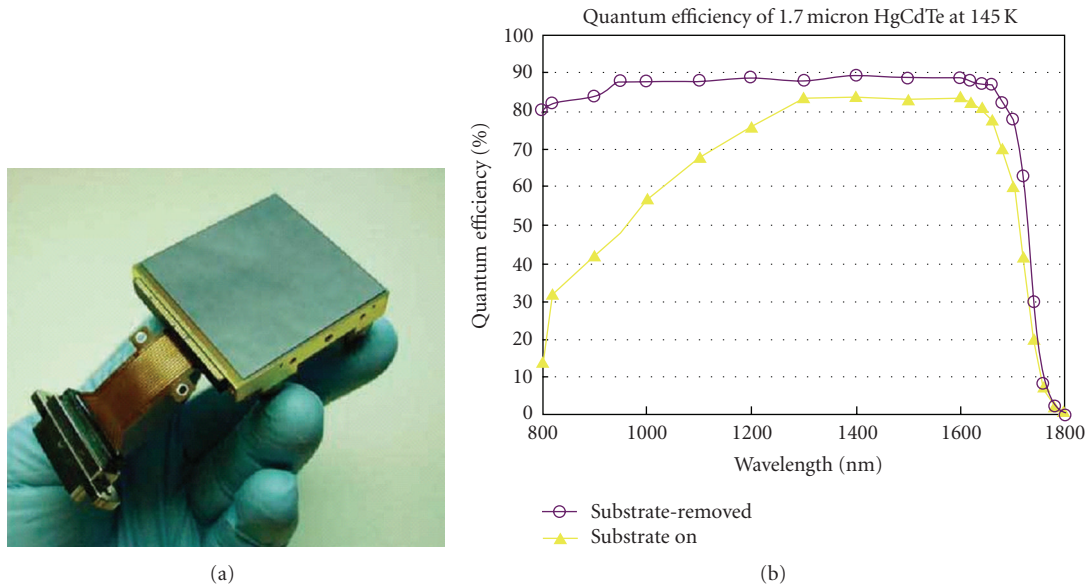 Quantum efficiency of 1.7 micron HgCdTe at 145 K
100
90
80
70
60
50
40
30
20
10
0
Quantum efficiency (%)
800 1000 1200 1400 1600 1800
Wavelength (nm)
Substrate-removed
Substrate on
(a) (b)